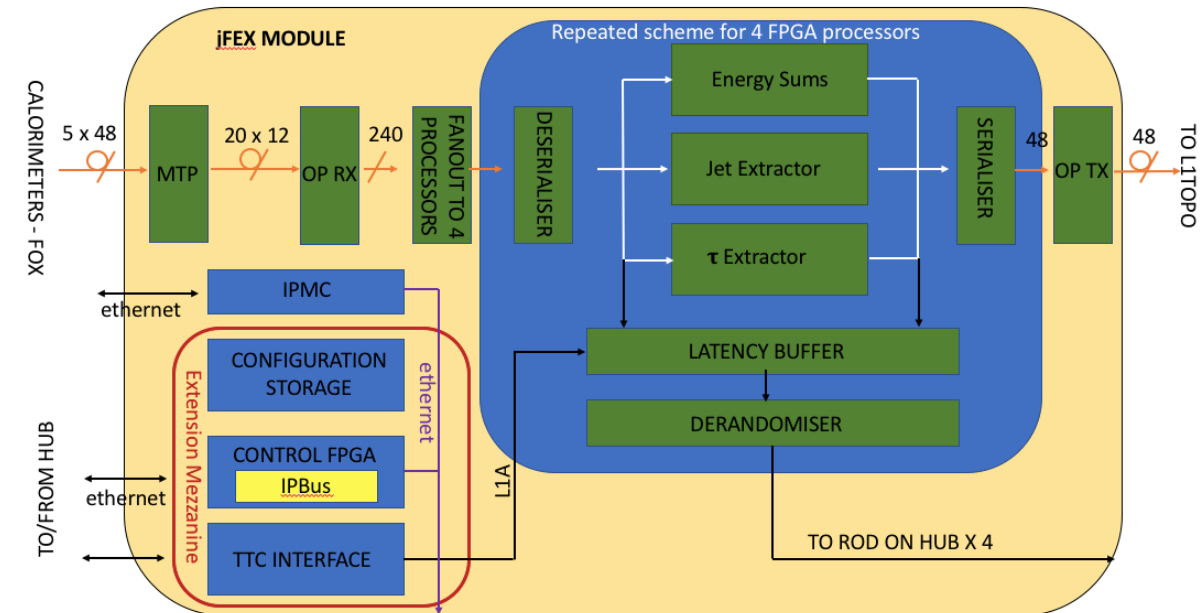 jFEX MODULE
Repeated scheme for 4 FPGA processors
CALORIMETERS - FOX
5 x 48
MTP
20 x 12
OP RX
240
FANOUT TO 4
PROCESSORS
DESERIALISER
Energy Sums
Jet Extractor
τ Extractor
SERIALISER
48
OP TX
48
TO L1TOPO
IPMC
ethernet
LATENCY BUFFER
DERANDOMISER
Extension Mezzanine
CONFIGURATION
STORAGE
ethernet
CONTROL FPGA
IPBus
ethernet
TO/FROM HUB
TTC INTERFACE
L1A
TO ROD ON HUB X 4